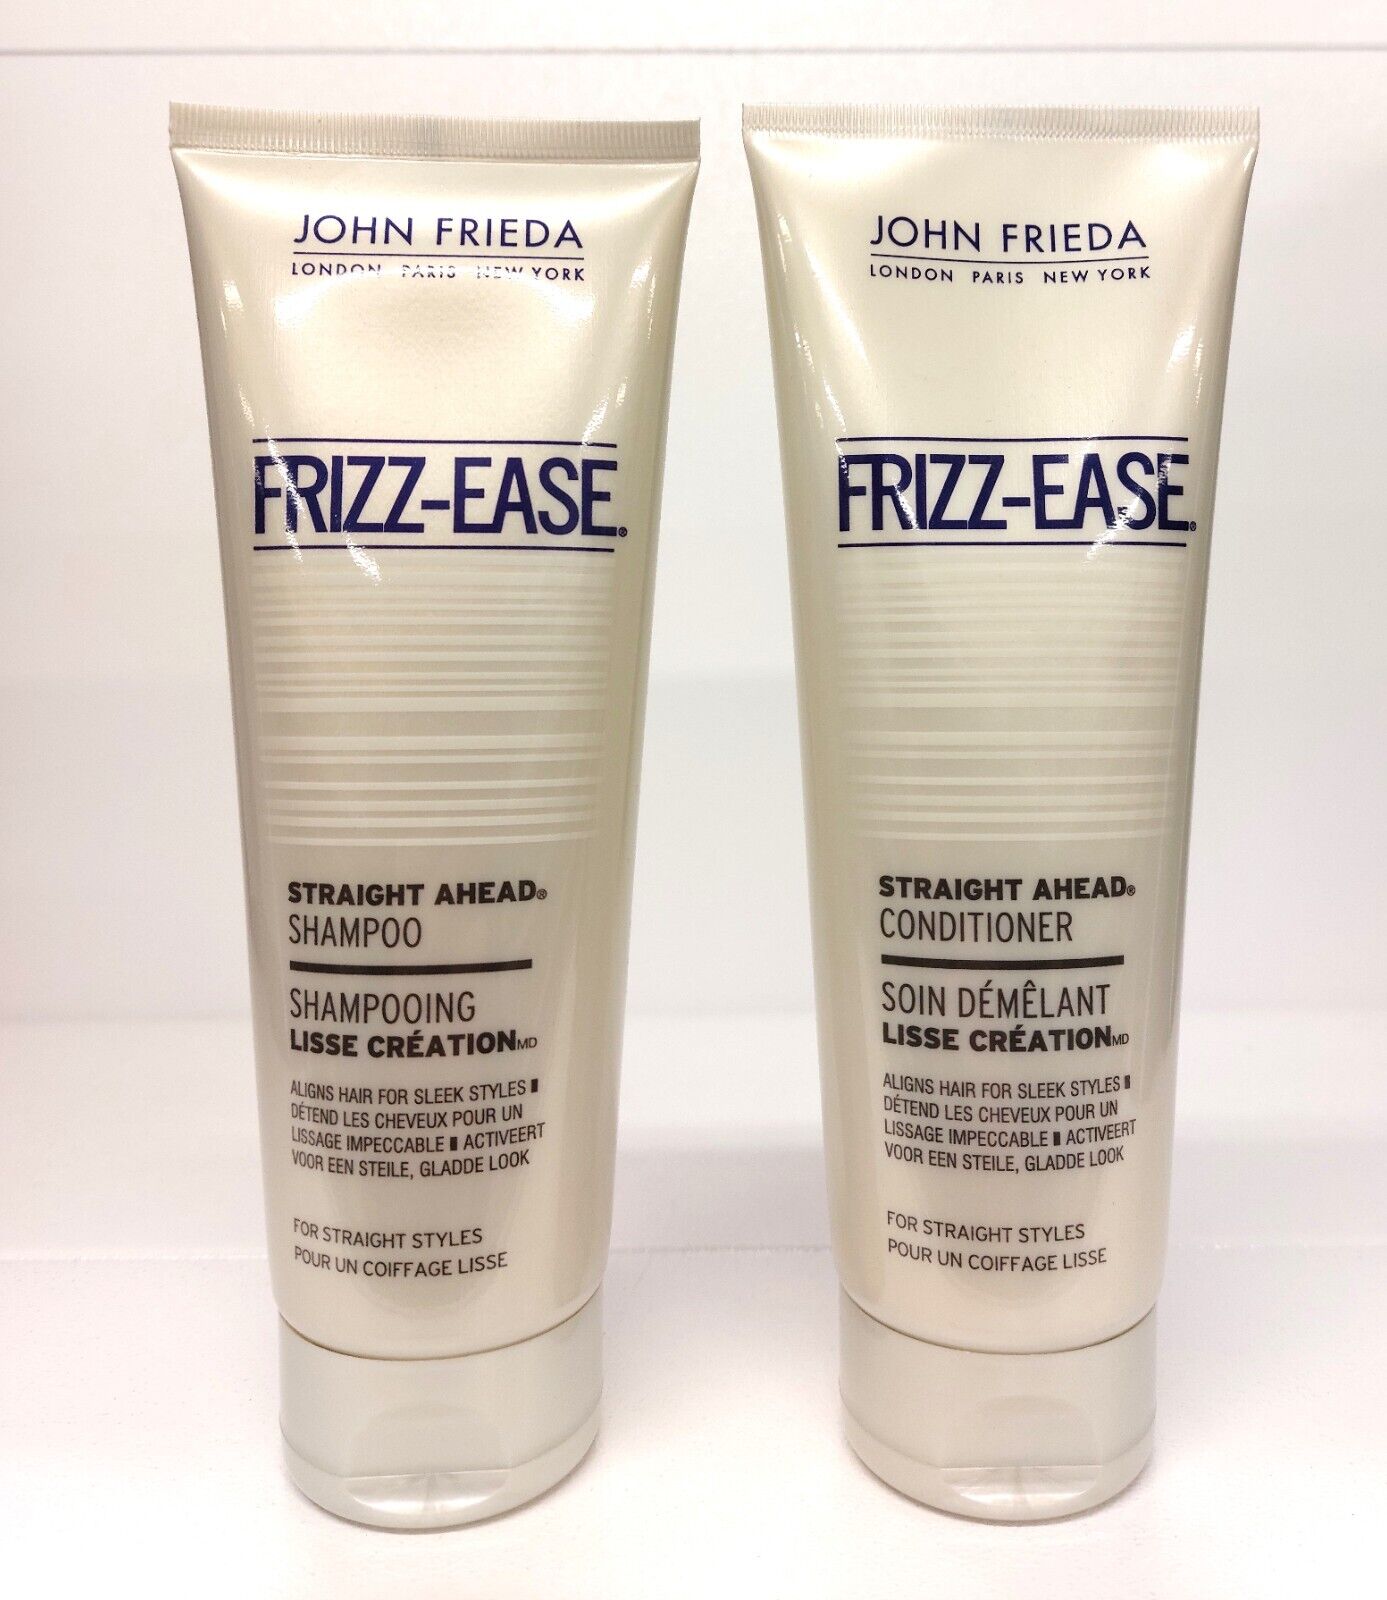 JOHN FRIEDA
LONDON PARIS NEW YORK
FRIZZ-EASE®
STRAIGHT AHEAD®
SHAMPOO
SHAMPOOING
LISSE CRÉATIONMD
ALIGNS HAIR FOR SLEEK STYLES ▮
DÉTEND LES CHEVEUX POUR UN
LISSAGE IMPECCABLE ▮ ACTIVEERT
VOOR EEN STEILE, GLADDE LOOK
FOR STRAIGHT STYLES
POUR UN COIFFAGE LISSE
JOHN FRIEDA
LONDON PARIS NEW YORK
FRIZZ-EASE®
STRAIGHT AHEAD®
CONDITIONER
SOIN DÉMÊLANT
LISSE CRÉATIONMD
ALIGNS HAIR FOR SLEEK STYLES ▮
DÉTEND LES CHEVEUX POUR UN
LISSAGE IMPECCABLE ▮ ACTIVEERT
VOOR EEN STEILE, GLADDE LOOK
FOR STRAIGHT STYLES
POUR UN COIFFAGE LISSE